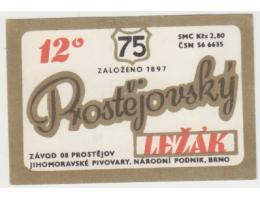 12°
75
SMC Kčs 2,80
ČSN 56 6635
ZALOŽENO 1897
Prostějovský
LEŽÁK
ZÁVOD 08 PROSTĚJOV
JIHOMORAVSKÉ PIVOVARY, NÁRODNÍ PODNIK, BRNO